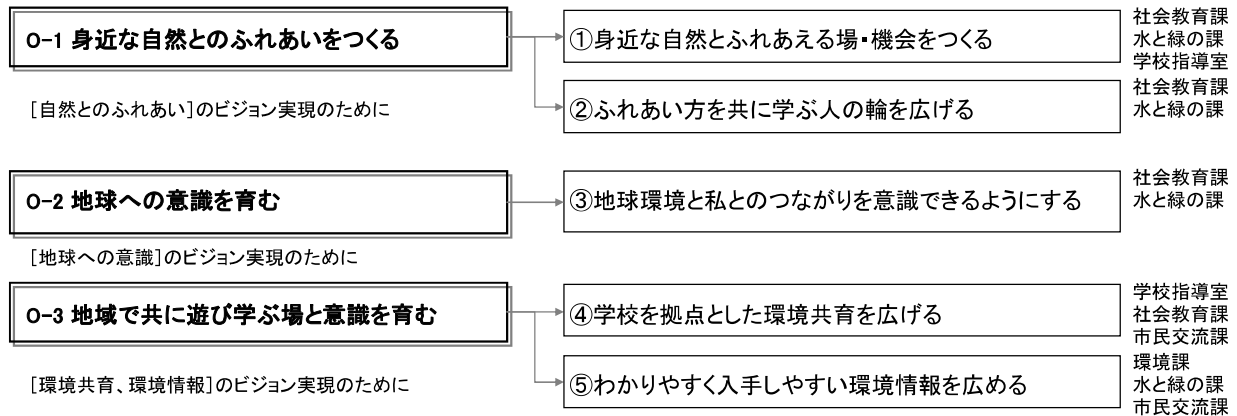 O-1 身近な自然とのふれあいをつくる
[自然とのふれあい]のビジョン実現のために
①身近な自然とふれあえる場・機会をつくる
社会教育課
水と緑の課
学校指導室
②ふれあい方を共に学ぶ人の輪を広げる
社会教育課
水と緑の課
O-2 地球への意識を育む
[地球への意識]のビジョン実現のために
③地球環境と私とのつながりを意識できるようにする
社会教育課
水と緑の課
O-3 地域で共に遊び学ぶ場と意識を育む
[環境共育、環境情報]のビジョン実現のために
④学校を拠点とした環境共育を広げる
学校指導室
社会教育課
市民交流課
⑤わかりやすく入手しやすい環境情報を広める
環境課
水と緑の課
市民交流課